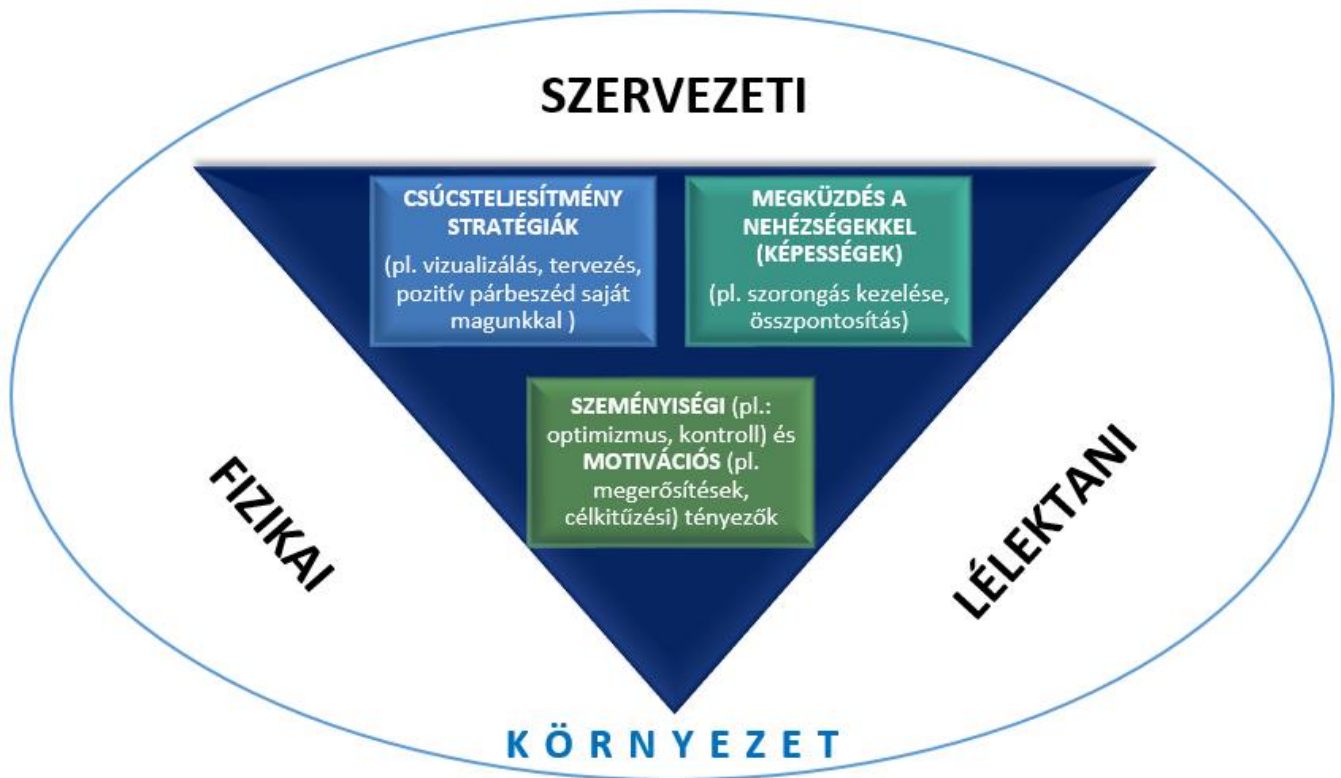 SZERVEZETI
CSÚCSTELJESÍTMÉNY
STRATÉGIÁK
(pl. vizualizálás, tervezés,
pozitív párbeszéd saját
magunkkal )
MEGKÜZDÉS A
NEHÉZSÉGEKKEL
(KÉPESSÉGEK)
(pl. szorongás kezelése,
összpontosítás)
SZEMÉNYISÉGI (pl.:
optimizmus, kontroll) és
MOTIVÁCIÓS (pl.
megerősítések,
célkitűzési) tényezők
FIZIKAI
LÉLEKTANI
KÖRNYEZET